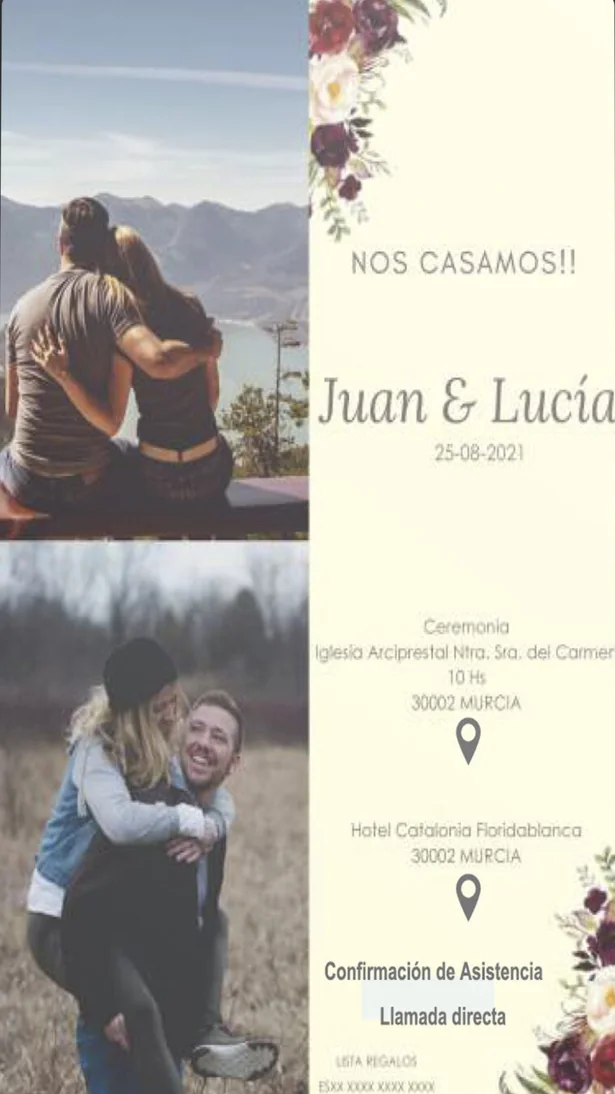 NOS CASAMOS!!
Juan & Lucía
25-08-2021
Ceremonia
Iglesia Arciprestal Ntra. Sra. del Carmen
10 Hs
30002 MURCIA
Hotel Catalonia Floridablanca
30002 MURCIA
Confirmación de Asistencia
Llamada directa
LISTA REGALOS
ESXX XXXX XXXX XXXX